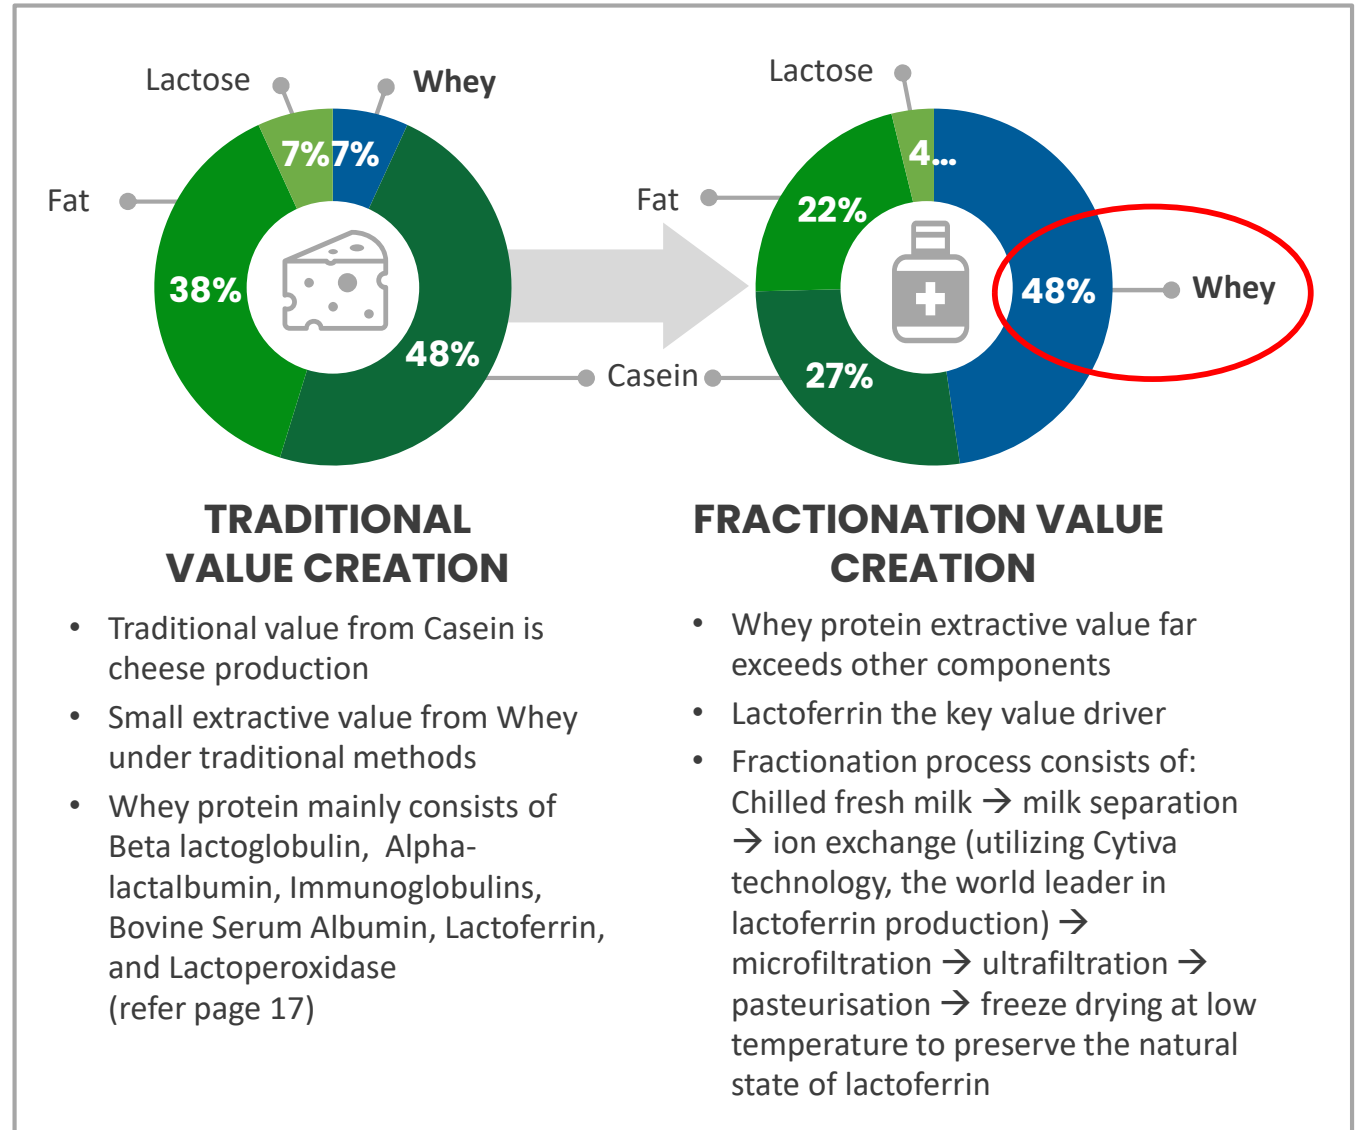 Lactose
Whey
7%
7%
Fat
38%
48%
Casein
Lactose
4...
Fat
22%
48%
Whey
27%
TRADITIONAL
VALUE CREATION
• Traditional value from Casein is
cheese production
• Small extractive value from Whey
under traditional methods
• Whey protein mainly consists of
Beta lactoglobulin, Alpha-
lactalbumin, Immunoglobulins,
Bovine Serum Albumin, Lactoferrin,
and Lactoperoxidase
(refer page 17)
FRACTIONATION VALUE
CREATION
• Whey protein extractive value far
exceeds other components
• Lactoferrin the key value driver
• Fractionation process consists of:
Chilled fresh milk → milk separation
→ ion exchange (utilizing Cytiva
technology, the world leader in
lactoferrin production) →
microfiltration → ultrafiltration →
pasteurisation → freeze drying at low
temperature to preserve the natural
state of lactoferrin